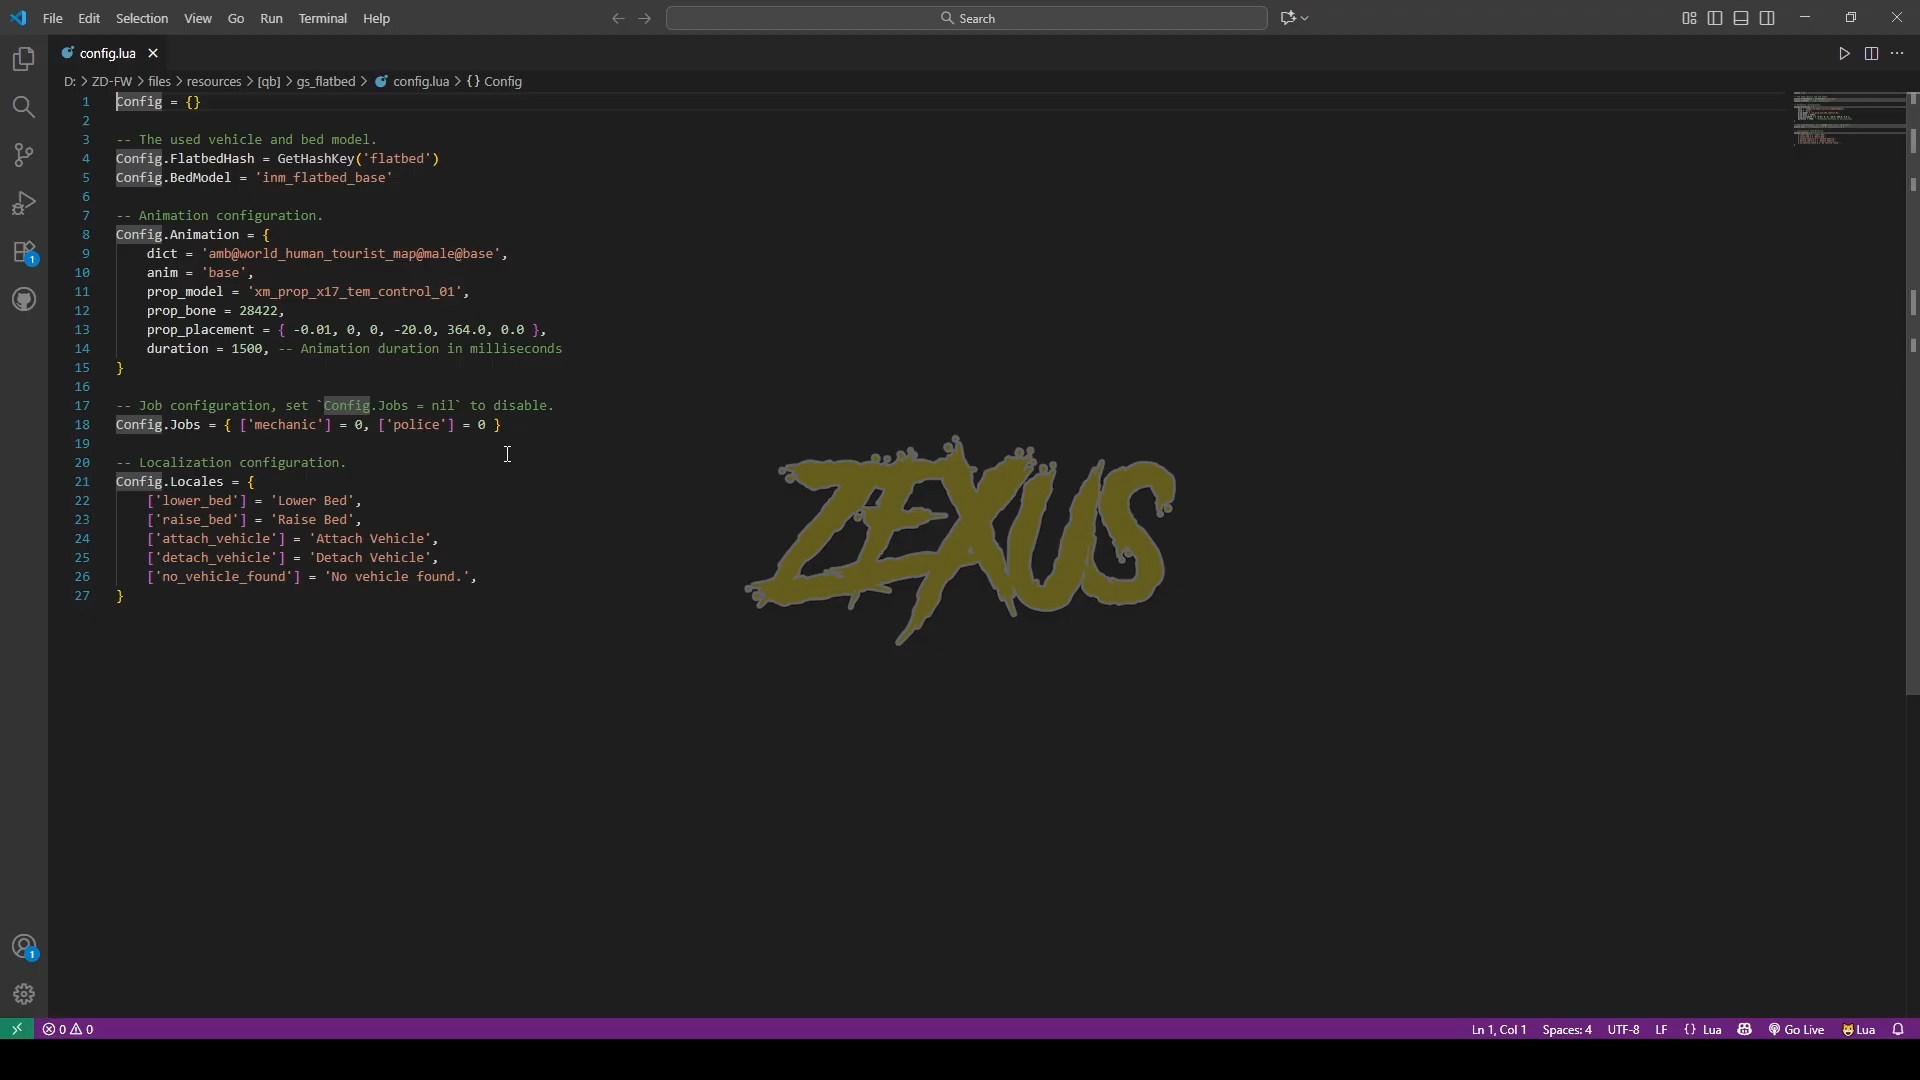 File Edit Selection View Go Run Terminal Help
Search
config.lua
D: > ZD-FW > files > resources > [qb] > gs_flatbed > config.lua > {} Config
1 Config = {}
2
3 -- The used vehicle and bed model.
4 Config.FlatbedHash = GetHashKey('flatbed')
5 Config.BedModel = 'inm_flatbed_base'
6
7 -- Animation configuration.
8 Config.Animation = {
9 dict = 'amb@world_human_tourist_map@male@base',
10 anim = 'base',
11 prop_model = 'xm_prop_x17_tem_control_01',
12 prop_bone = 28422,
13 prop_placement = { -0.01, 0, 0, -20.0, 364.0, 0.0 },
14 duration = 1500, -- Animation duration in milliseconds
15 }
16
17 -- Job configuration, set `Config.Jobs = nil` to disable.
18 Config.Jobs = { ['mechanic'] = 0, ['police'] = 0 }
19
20 -- Localization configuration.
21 Config.Locales = {
22 ['lower_bed'] = 'Lower Bed',
23 ['raise_bed'] = 'Raise Bed',
24 ['attach_vehicle'] = 'Attach Vehicle',
25 ['detach_vehicle'] = 'Detach Vehicle',
26 ['no_vehicle_found'] = 'No vehicle found.',
27 }
ZEXUS
1
1
0 0
Ln 1, Col 1 Spaces: 4 UTF-8 LF {} Lua Go Live Lua